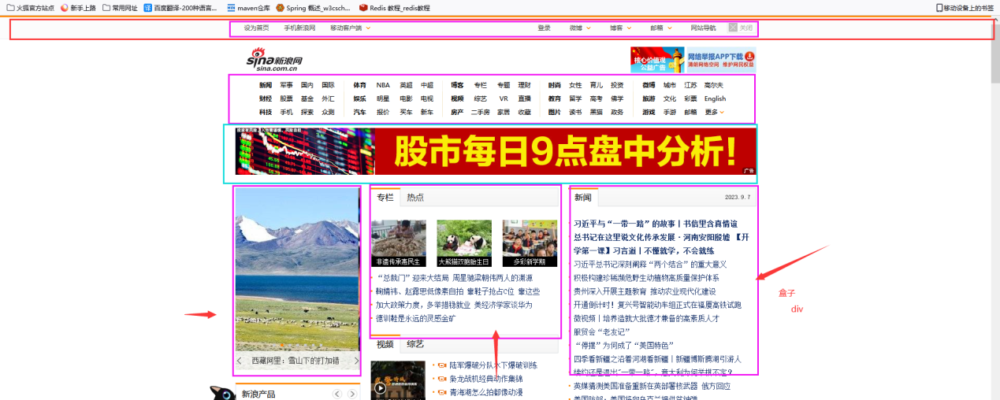 火狐官方站点 新手上路 常用网址 百度翻译-200种语言... maven仓库 Spring 概述_w3csch... Redis 教程_redis教程 移动设备上的书签
设为首页 手机新浪网 移动客户端 登录 微博 博客 邮箱 网站导航 关闭
sina新浪网
sina.com.cn
核心价值观
公益广告
网络举报APP下载
清朗网络空间 维护网民权益
新闻 军事 国内 国际 体育 NBA 英超 中超 博客 专栏 专题 理财 时尚 女性 育儿 投资 微博 城市 江苏 高尔夫
财经 股票 基金 外汇 娱乐 明星 电影 电视 视频 综艺 VR 直播 教育 留学 高考 佛学 旅游 文化 彩票 English
科技 手机 探索 众测 汽车 报价 买车 新车 房产 二手房 家居 收藏 图片 读书 黑猫 政务 游戏 手游 邮箱 更多
股市每日9点盘中分析!
广告
专栏 热点
非遗传承惠民生 大熊猫双胞胎生日 多彩新学期
“总裁门”迎来大结局 周星驰梁朝伟两人的渊源
鞠婧祎、赵露思低像素自拍 章鞋子抢占C位 章这些
加大政策力度，多举措稳就业 美经济学家谈华为
德训鞋是永远的灵感金矿
视频 综艺
陆军爆破分队水下爆破训练
枭龙战机经典动作集锦
青海湖怎么拍都像动漫
新闻 2023. 9. 7
习近平与“一带一路”的故事丨书信里含真情谊
总书记在这里说文化传承发展·河南安阳殷墟 【开
学第一课】习言道丨不懂就学，不会就练
习近平总书记深刻阐释“两个结合”的重大意义
积极构建珍稀濒危野生动植物高质量保护体系
贵州深入开展主题教育 推动农业现代化建设
开通倒计时！复兴号智能动车组正式在福厦高铁试跑
微视频丨培养造就大批德才兼备的高素质人才
服贸会“老友记”
“停摆”为何成了“美国特色”
四季看新疆之沿着河湖看新疆丨新疆博斯腾湖引游人
续约还是退出“一带一路”，意大利为何举棋不定？
英媒猜测美国准备重新在英部署核武器 俄方回应
西藏阿里：雪山下的打加错
新浪产品
盒子
div